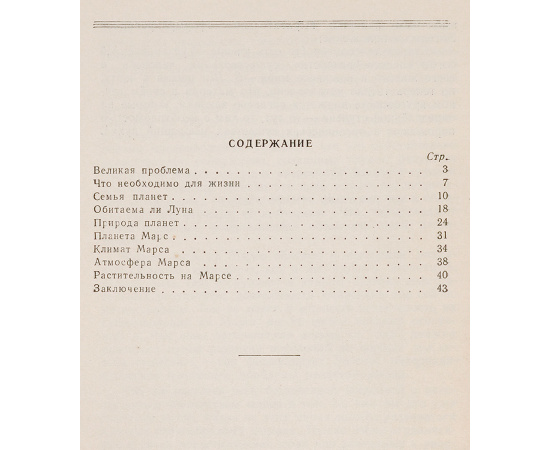 СОДЕРЖАНИЕ
Стр.
Великая проблема . . . . . . . . . . . . . . . . . . 3
Что необходимо для жизни . . . . . . . . . . . . . . 7
Семья планет . . . . . . . . . . . . . . . . . . . . 10
Обитаема ли Луна . . . . . . . . . . . . . . . . . . 18
Природа планет . . . . . . . . . . . . . . . . . . . 24
Планета Марс . . . . . . . . . . . . . . . . . . . . 31
Климат Марса . . . . . . . . . . . . . . . . . . . . 34
Атмосфера Марса . . . . . . . . . . . . . . . . . . 38
Растительность на Марсе . . . . . . . . . . . . . . 40
Заключение . . . . . . . . . . . . . . . . . . . . . 43